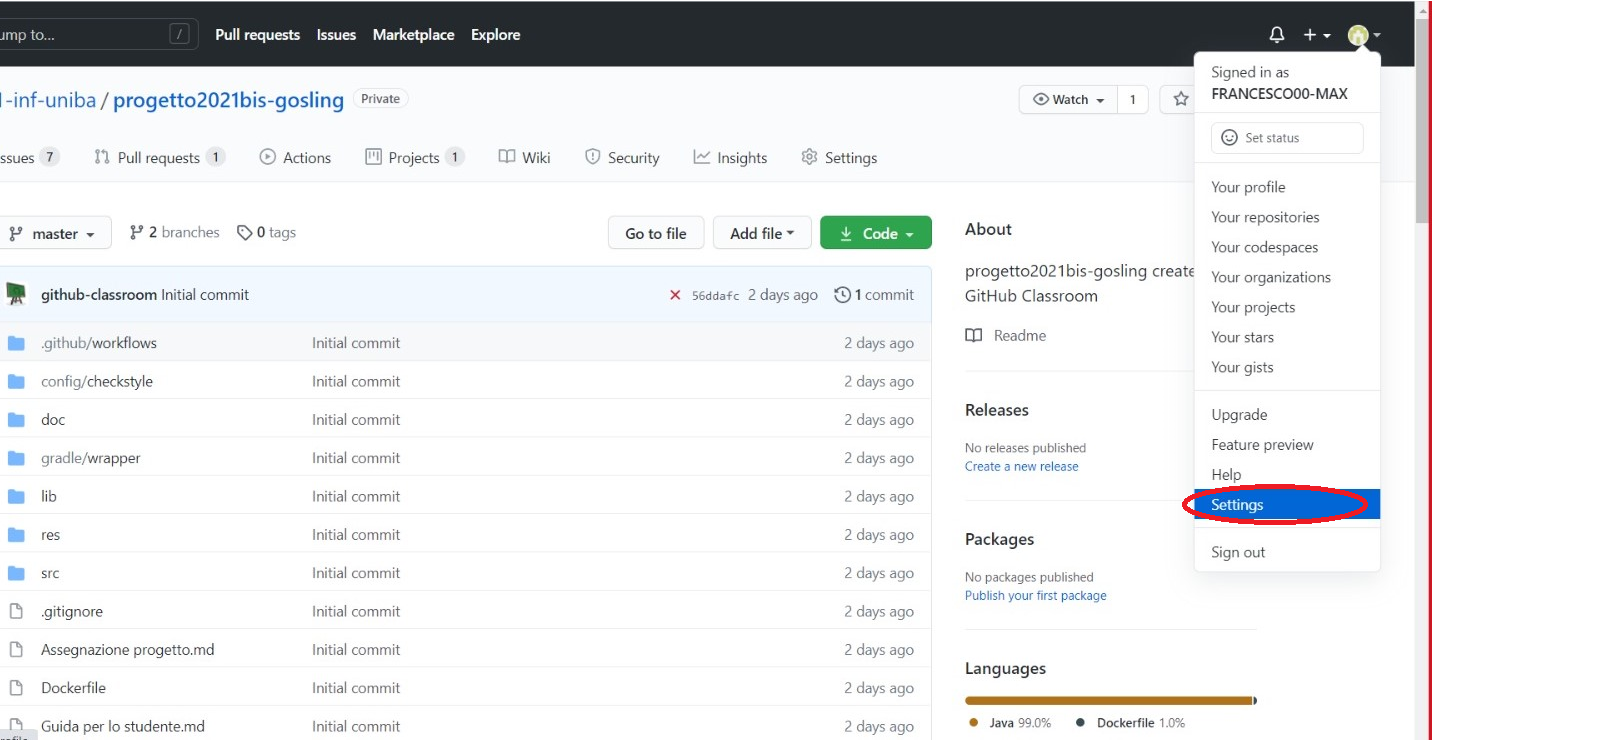 ump to... /
Pull requests Issues Marketplace Explore
-inf-uniba / progetto2021bis-gosling Private
Watch 1
ssues 7 Pull requests 1 Actions Projects 1 Wiki Security Insights Settings
master 2 branches 0 tags
Go to file Add file Code
github-classroom Initial commit 56ddafc 2 days ago 1 commit
.github/workflows Initial commit 2 days ago
config/checkstyle Initial commit 2 days ago
doc Initial commit 2 days ago
gradle/wrapper Initial commit 2 days ago
lib Initial commit 2 days ago
res Initial commit 2 days ago
src Initial commit 2 days ago
.gitignore Initial commit 2 days ago
Assegnazione progetto.md Initial commit 2 days ago
Dockerfile Initial commit 2 days ago
Guida per lo studente.md Initial commit 2 days ago
About
progetto2021bis-gosling create
GitHub Classroom
Readme
Releases
No releases published
Create a new release
Packages
No packages published
Publish your first package
Languages
Java 99.0% Dockerfile 1.0%
Signed in as
FRANCESCO00-MAX
Set status
Your profile
Your repositories
Your codespaces
Your organizations
Your projects
Your stars
Your gists
Upgrade
Feature preview
Help
Settings
Sign out